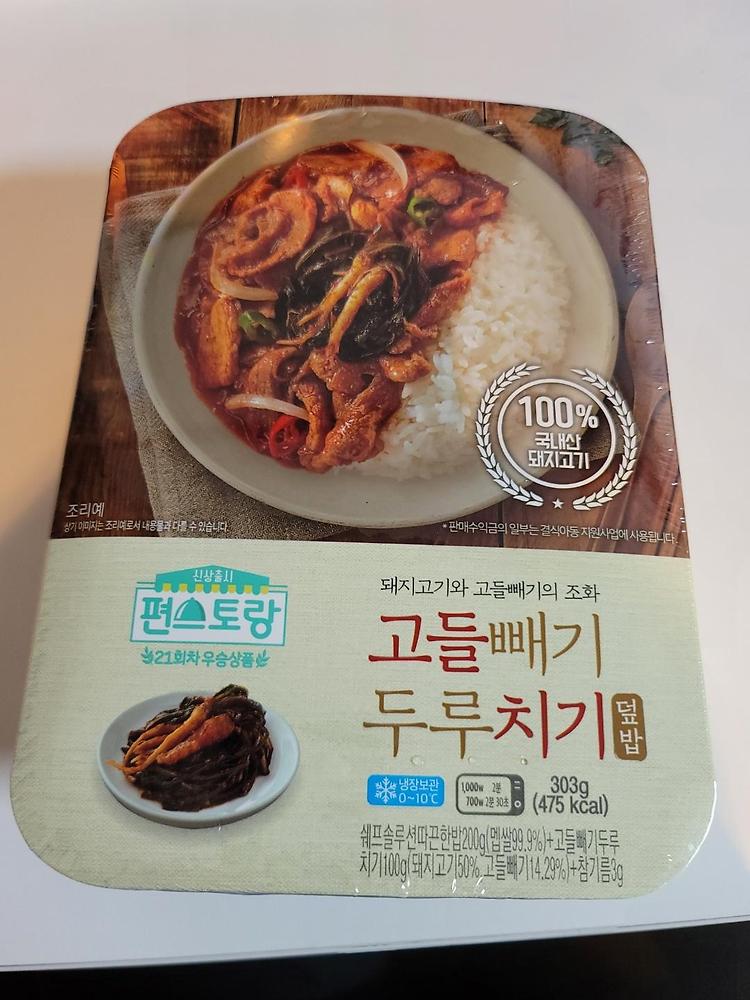 100%
국내산
돼지고기
조리예
상기 이미지는 조리예로서 내용물과 다를 수 있습니다.
* 판매수익금의 일부는 결식아동 지원사업에 사용됩니다.
신상출시
편스토랑
21회차 우승상품
돼지고기와 고들빼기의 조화
고들빼기
두루치기 덮밥
냉장보관
0~10℃
1,000w 2분
700w 2분 30초
303g
(475 kcal)
쉐프솔루션따끈한밥200g(멥쌀99.9%)+고들빼기두루
치기100g(돼지고기50%, 고들빼기14.29%)+참기름3g